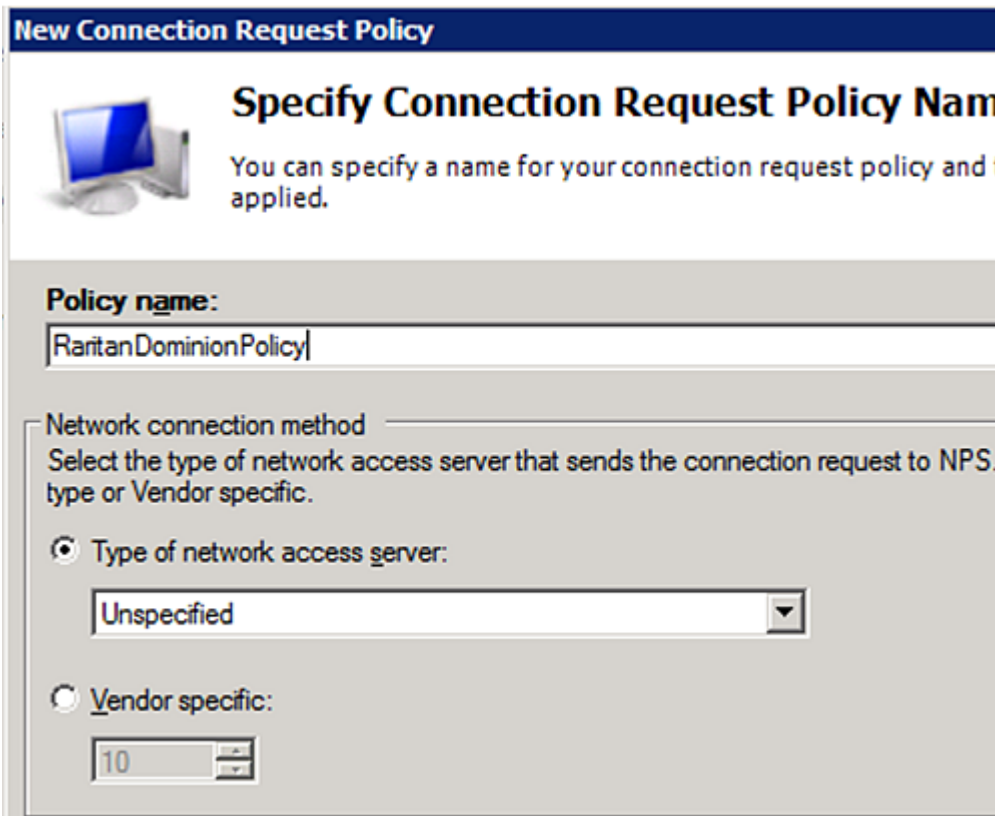 New Connection Request Policy
Specify Connection Request Policy Nam
You can specify a name for your connection request policy and
applied.
Policy name:
RaritanDominionPolicy
Network connection method
Select the type of network access server that sends the connection request to NPS.
type or Vendor specific.
Type of network access server:
Unspecified
Vendor specific:
10